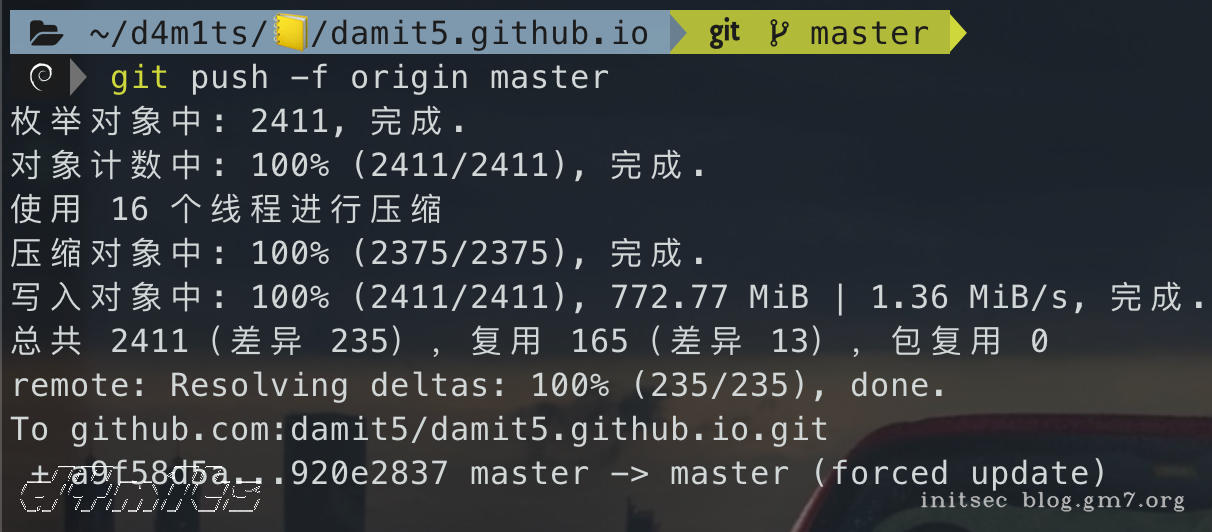 ~/d4m1ts/📒/damit5.github.io git master
git push -f origin master
枚举对象中: 2411, 完成.
对象计数中: 100% (2411/2411), 完成.
使用 16 个线程进行压缩
压缩对象中: 100% (2375/2375), 完成.
写入对象中: 100% (2411/2411), 772.77 MiB | 1.36 MiB/s, 完成.
总共 2411（差异 235），复用 165（差异 13），包复用 0
remote: Resolving deltas: 100% (235/235), done.
To github.com:damit5/damit5.github.io.git
+ a9f58d5a...920e2837 master -> master (forced update)
d4m1ts
initsec blog.gm7.org